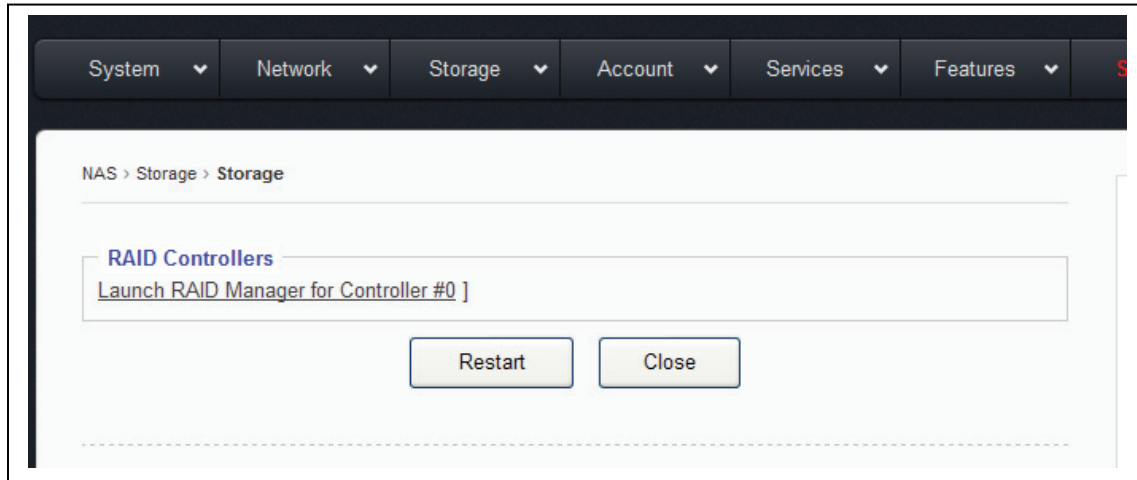 System Network Storage Account Services Features S
NAS > Storage > Storage
RAID Controllers
Launch RAID Manager for Controller #0 ]
Restart Close